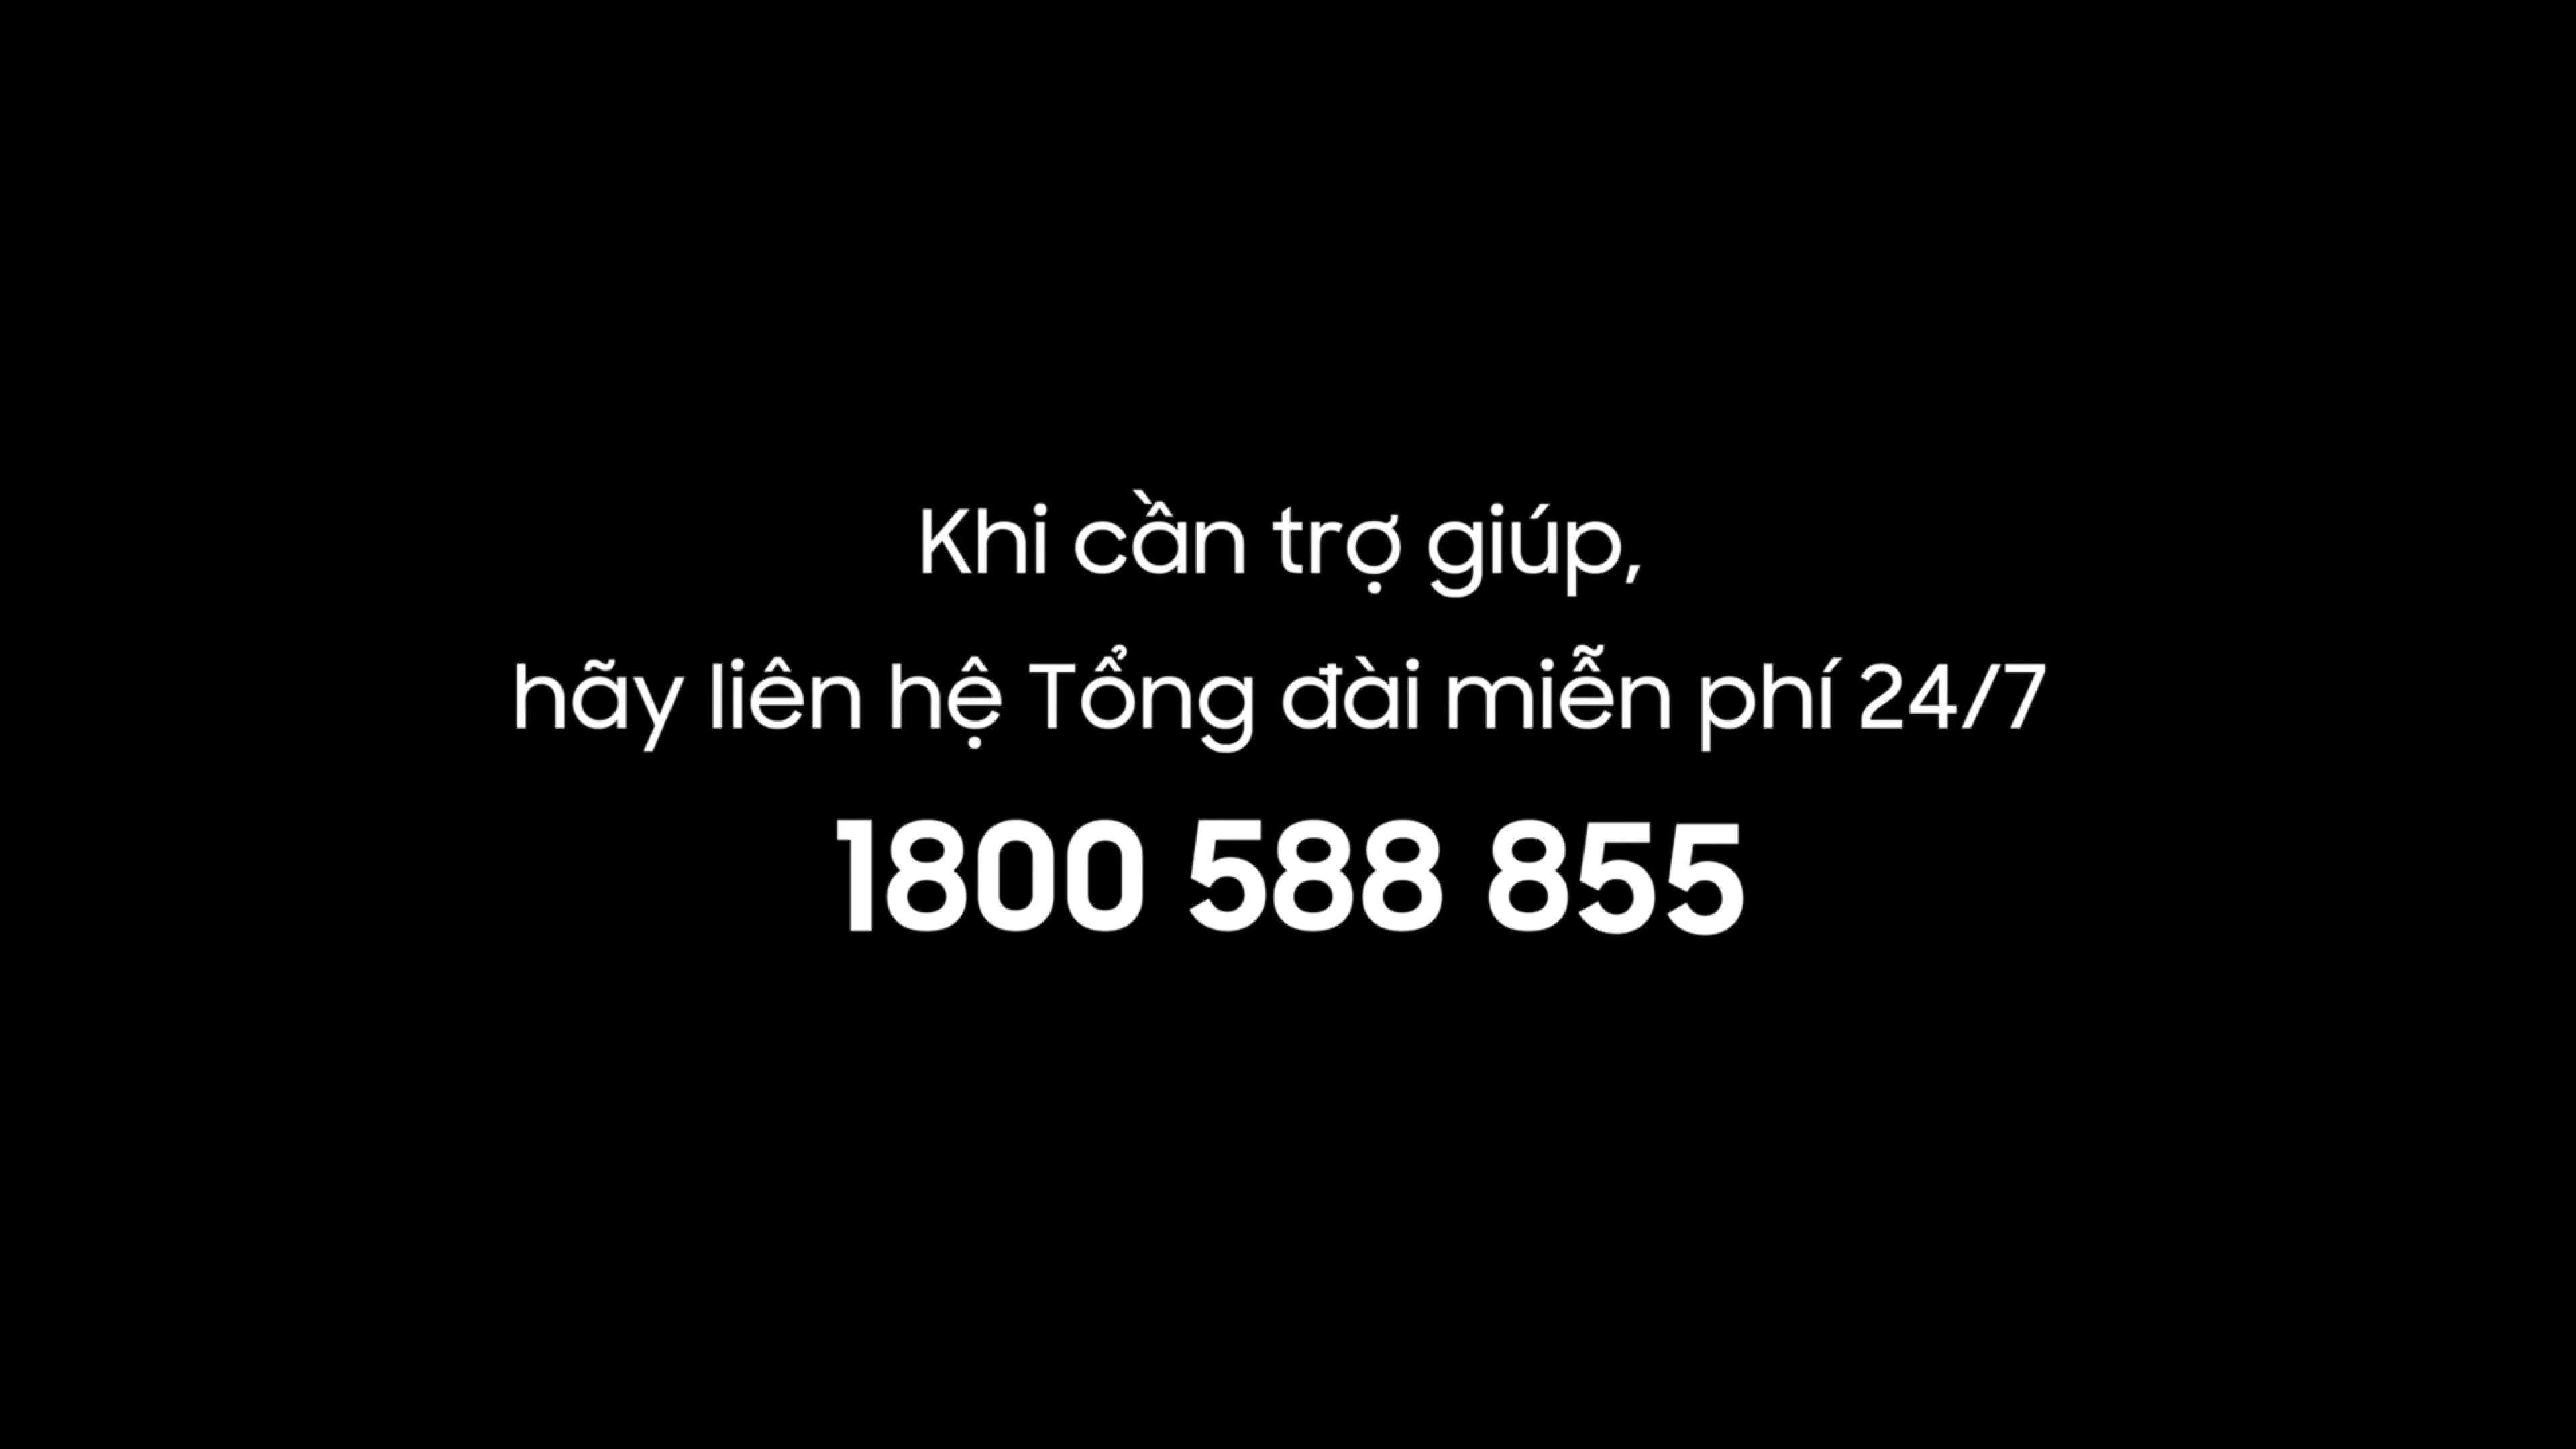 Khi cần trợ giúp,
hãy liên hệ Tổng đài miễn phí 24/7
1800 588 855